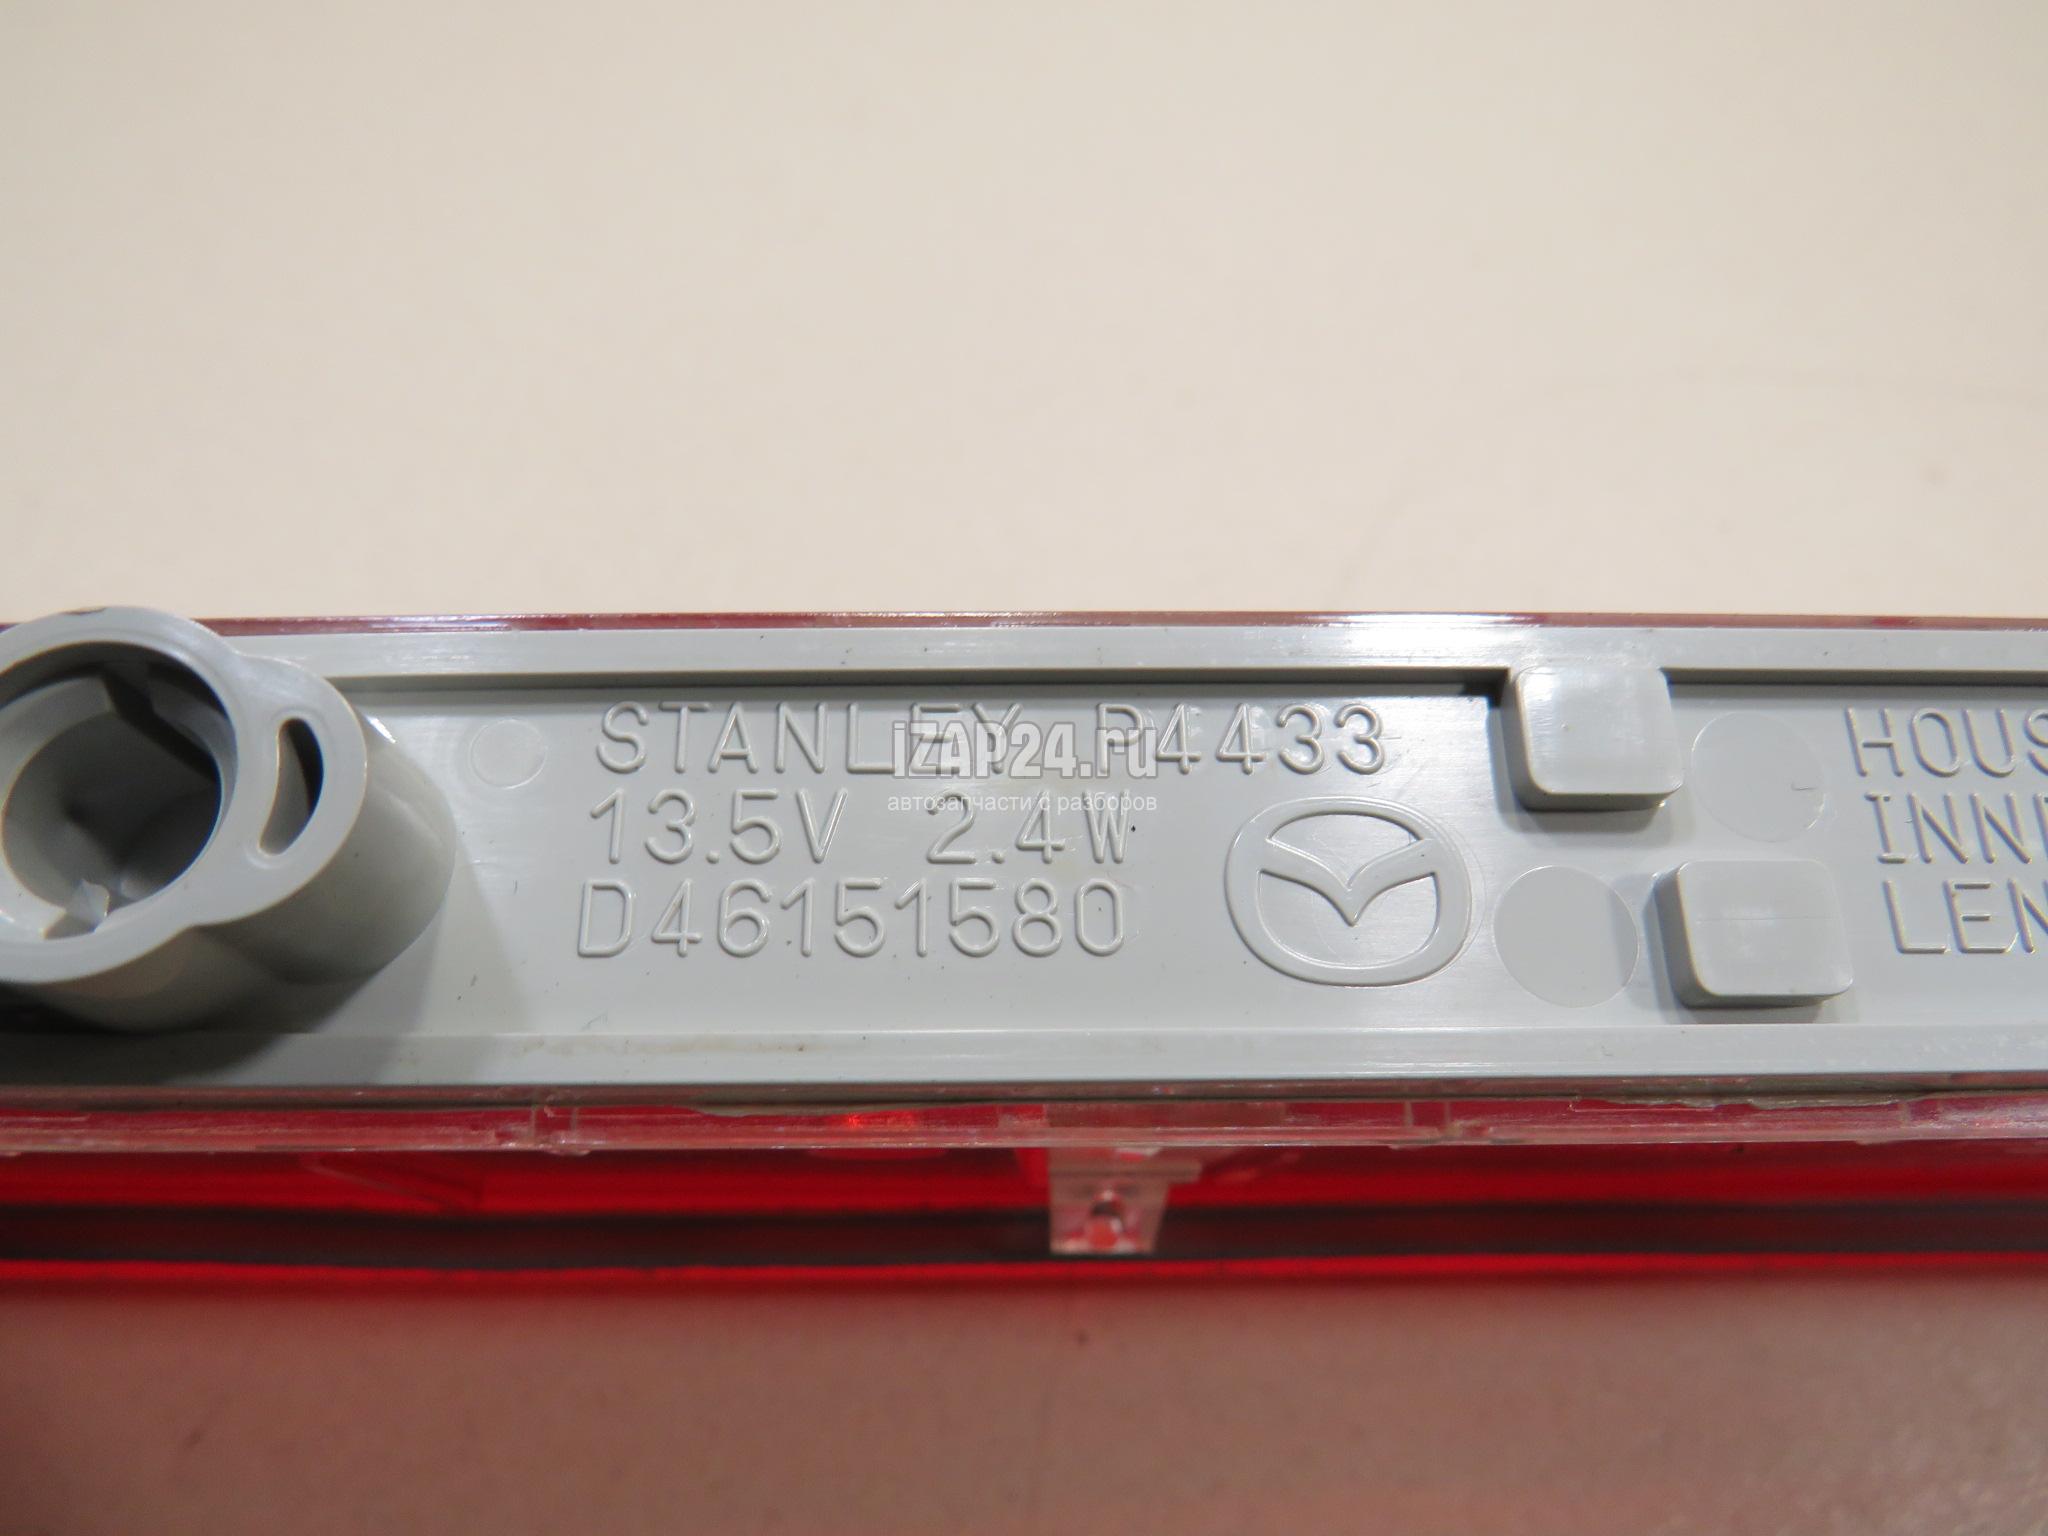 STANLEY P4433
13.5V 2.4W
D46151580
iZAP24.ru
автозапчасти с разборов
HOUS
INN
LEN